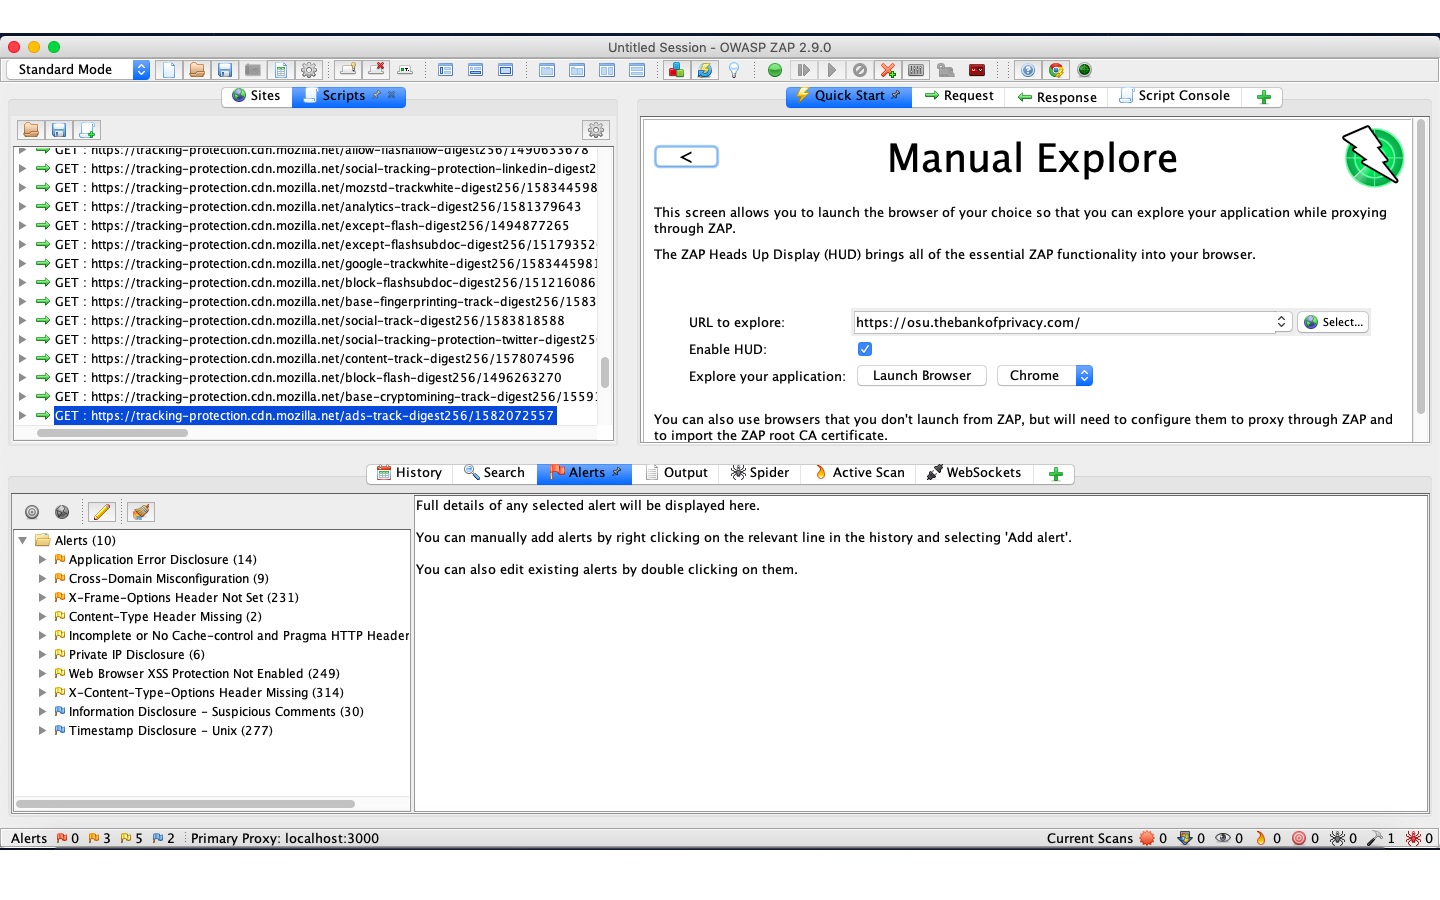 Untitled Session - OWASP ZAP 2.9.0
Standard Mode
Sites
Scripts
Quick Start
Request
Response
Script Console
GET : https://tracking-protection.cdn.mozilla.net/allow-flashallow-digest256/1490633678
GET : https://tracking-protection.cdn.mozilla.net/social-tracking-protection-linkedin-digest2
GET : https://tracking-protection.cdn.mozilla.net/mozstd-trackwhite-digest256/158344598
GET : https://tracking-protection.cdn.mozilla.net/analytics-track-digest256/1581379643
GET : https://tracking-protection.cdn.mozilla.net/except-flash-digest256/1494877265
GET : https://tracking-protection.cdn.mozilla.net/except-flashsubdoc-digest256/151793520
GET : https://tracking-protection.cdn.mozilla.net/google-trackwhite-digest256/1583445981
GET : https://tracking-protection.cdn.mozilla.net/block-flashsubdoc-digest256/151216086
GET : https://tracking-protection.cdn.mozilla.net/base-fingerprinting-track-digest256/1583
GET : https://tracking-protection.cdn.mozilla.net/social-track-digest256/1583818588
GET : https://tracking-protection.cdn.mozilla.net/social-tracking-protection-twitter-digest25
GET : https://tracking-protection.cdn.mozilla.net/content-track-digest256/1578074596
GET : https://tracking-protection.cdn.mozilla.net/block-flash-digest256/1496263270
GET : https://tracking-protection.cdn.mozilla.net/base-cryptomining-track-digest256/15591
GET : https://tracking-protection.cdn.mozilla.net/ads-track-digest256/1582072557
<
Manual Explore
This screen allows you to launch the browser of your choice so that you can explore your application while proxying
through ZAP.
The ZAP Heads Up Display (HUD) brings all of the essential ZAP functionality into your browser.
URL to explore:
https://osu.thebankofprivacy.com/
Select...
Enable HUD:
Explore your application:
Launch Browser
Chrome
You can also use browsers that you don't launch from ZAP, but will need to configure them to proxy through ZAP and
to import the ZAP root CA certificate.
History
Search
Alerts
Output
Spider
Active Scan
WebSockets
Alerts (10)
Application Error Disclosure (14)
Cross-Domain Misconfiguration (9)
X-Frame-Options Header Not Set (231)
Content-Type Header Missing (2)
Incomplete or No Cache-control and Pragma HTTP Header
Private IP Disclosure (6)
Web Browser XSS Protection Not Enabled (249)
X-Content-Type-Options Header Missing (314)
Information Disclosure - Suspicious Comments (30)
Timestamp Disclosure - Unix (277)
Full details of any selected alert will be displayed here.
You can manually add alerts by right clicking on the relevant line in the history and selecting 'Add alert'.
You can also edit existing alerts by double clicking on them.
Alerts 0 3 5 2 Primary Proxy: localhost:3000
Current Scans 0 0 0 0 0 0 1 0